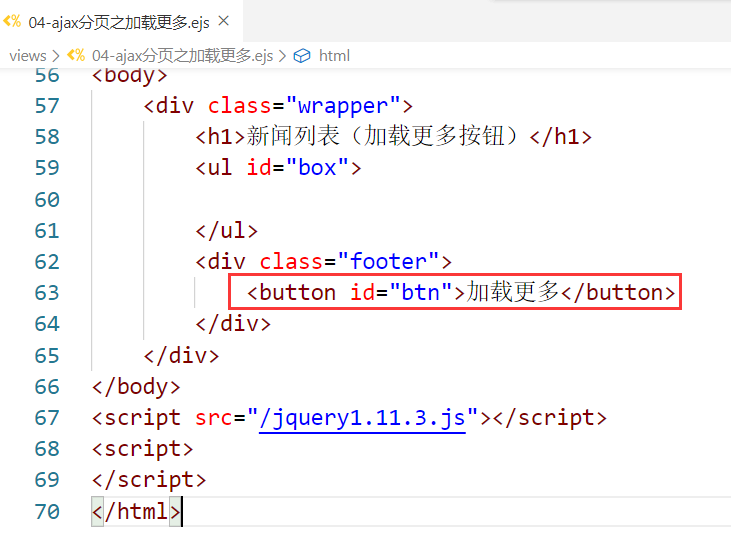 04-ajax分页之加载更多.ejs
views > 04-ajax分页之加载更多.ejs > html
56 <body>
57 <div class="wrapper">
58 <h1>新闻列表（加载更多按钮）</h1>
59 <ul id="box">
60
61 </ul>
62 <div class="footer">
63 <button id="btn">加载更多</button>
64 </div>
65 </div>
66 </body>
67 <script src="/jquery1.11.3.js"></script>
68 <script>
69 </script>
70 </html>